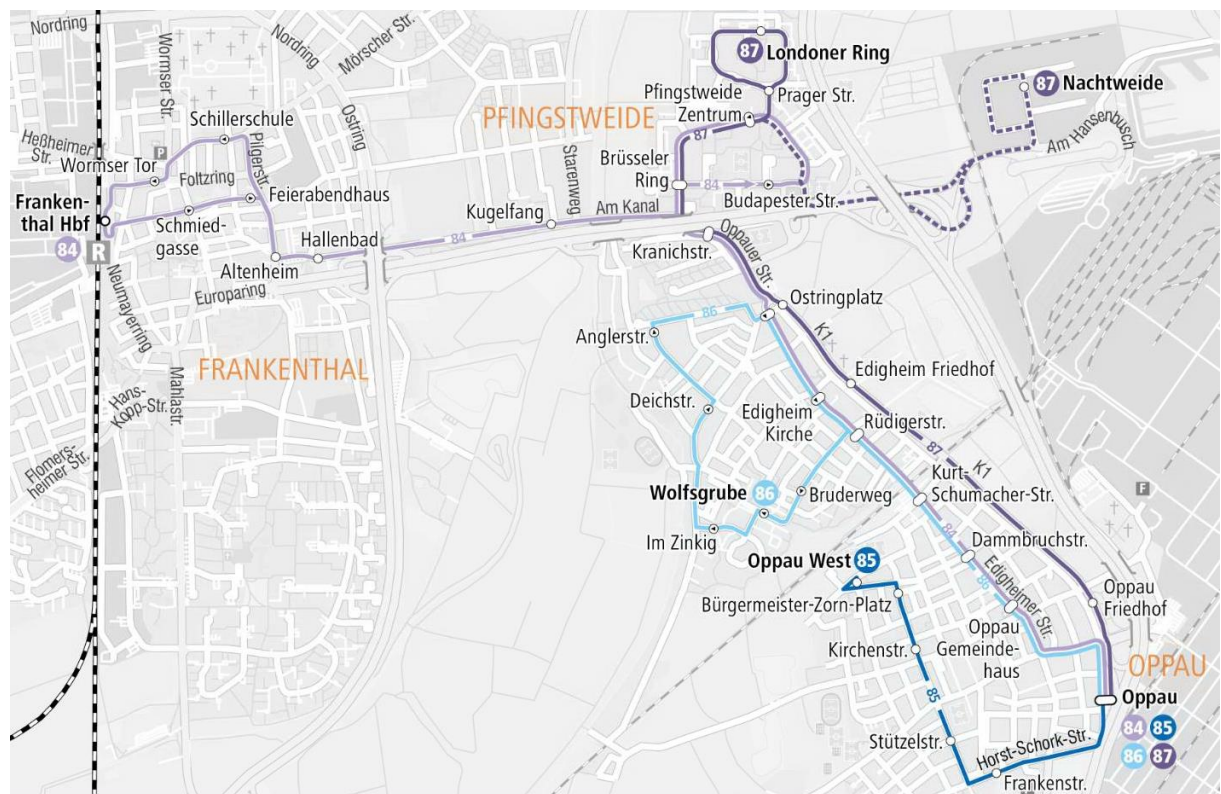 Nordring
Wormser Str.
Nordring
Mörscher Str.
Ostring
Schillerschule
Pilgerstr.
Heßheimer
Str.
P
Wormser Tor
Foltzring
Feierabendhaus
Franken-
thal Hbf
84
R
Schmied-
gasse
Hallenbad
Altenheim
Europaring
Neumayerring
FRANKENTHAL
Hans-
Kopp-Str.
Mahlastr.
Flomers-
heimer Str.
P
84
Kugelfang
Starenweg
Am Kanal
PFINGSTWEIDE
87 Londoner Ring
Pfingstweide
Zentrum
Prager Str.
87
Brüsseler
Ring
84
Budapester Str.
87 Nachtweide
Am Hansenbusch
Kranichstr.
Oppauer Str.
Ostringplatz
86
Anglerstr.
K1
Edigheim Friedhof
Deichstr.
Edigheim
Kirche
Rüdigerstr.
87
K1
Kurt-
Schumacher-Str.
F
Wolfsgrube 86
Bruderweg
Im Zinkig
84
Dammbruchstr.
Oppau West 85
86
Edigheimer Str.
Bürgermeister-Zorn-Platz
Oppau
Friedhof
Oppau
Gemeinde-
haus
Kirchenstr.
OPPAU
85
Oppau
84 85
86 87
Stützelstr.
Horst-Schork-Str.
Frankenstr.